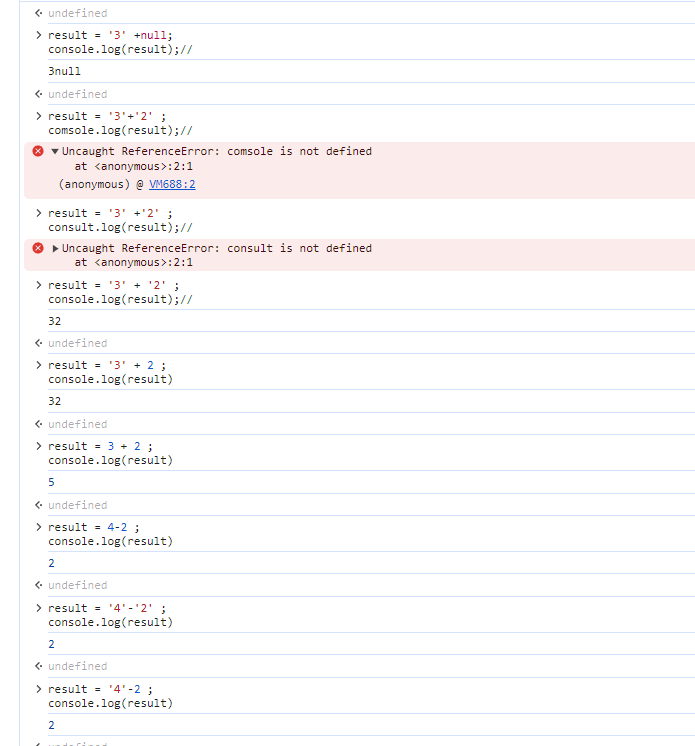 undefined
result = '3' +null;
console.log(result);//
3null
undefined
result = '3'+'2' ;
comsole.log(result);//
Uncaught ReferenceError: comsole is not defined
at <anonymous>:2:1
(anonymous) @ VM688:2
result = '3' +'2' ;
consult.log(result);//
Uncaught ReferenceError: consult is not defined
at <anonymous>:2:1
result = '3' + '2' ;
console.log(result);//
32
undefined
result = '3' + 2 ;
console.log(result)
32
undefined
result = 3 + 2 ;
console.log(result)
5
undefined
result = 4-2 ;
console.log(result)
2
undefined
result = '4'-'2' ;
console.log(result)
2
undefined
result = '4'-2 ;
console.log(result)
2
undefined